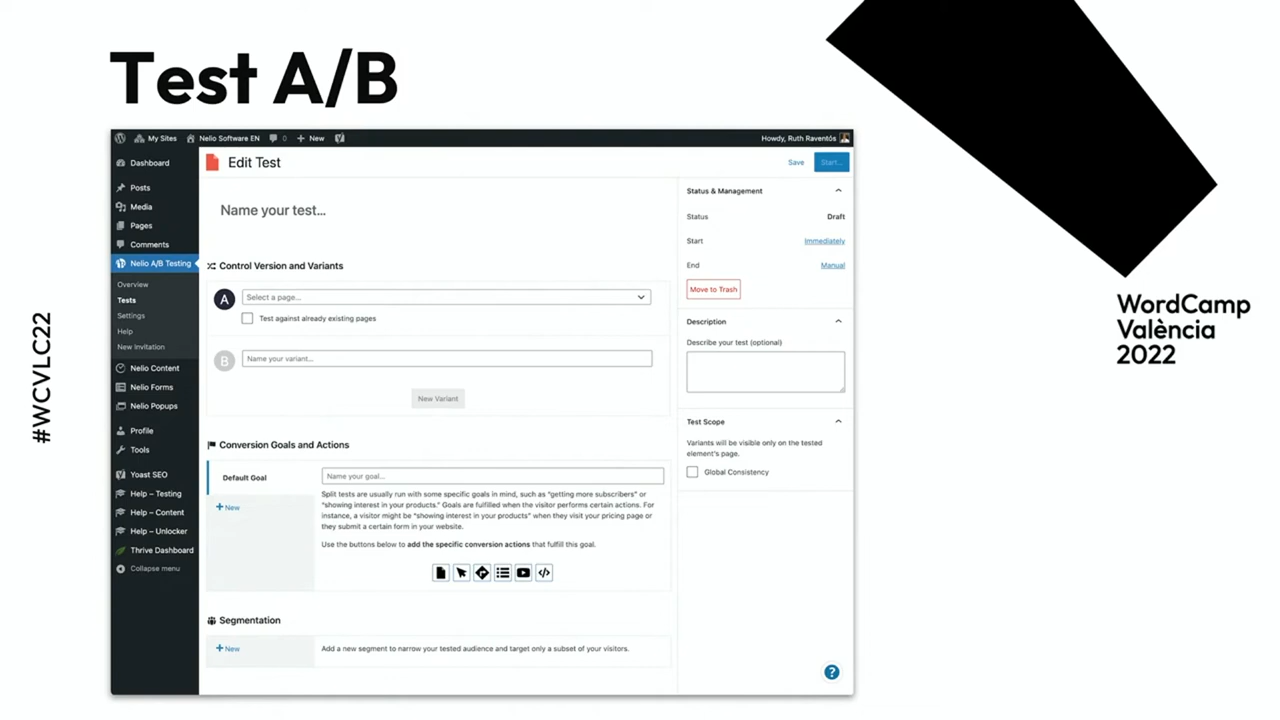 Test A/B
#WCVLC22
WordCamp
València
2022
My Sites
Nelio Software EN
0
New
Howdy, Ruth Raventós
Dashboard
Posts
Media
Pages
Comments
Nelio A/B Testing
Overview
Tests
Settings
Help
New Invitation
Nelio Content
Nelio Forms
Nelio Popups
Profile
Tools
Yoast SEO
Help – Testing
Help – Content
Help – Unlocker
Thrive Dashboard
Collapse menu
Edit Test
Save
Start...
Name your test...
Control Version and Variants
A
Select a page...
Test against already existing pages
B
Name your variant...
New Variant
Conversion Goals and Actions
Default Goal
+ New
Name your goal...
Split tests are usually run with some specific goals in mind, such as “getting more subscribers” or
“showing interest in your products.” Goals are fulfilled when the visitor performs certain actions. For
instance, a visitor might be “showing interest in your products” when they visit your pricing page or
they submit a certain form in your website.
Use the buttons below to add the specific conversion actions that fulfill this goal.
Segmentation
+ New
Add a new segment to narrow your tested audience and target only a subset of your visitors.
Status & Management
Status
Draft
Start
Immediately
End
Manual
Move to Trash
Description
Describe your test (optional)
Test Scope
Variants will be visible only on the tested
element's page.
Global Consistency
?